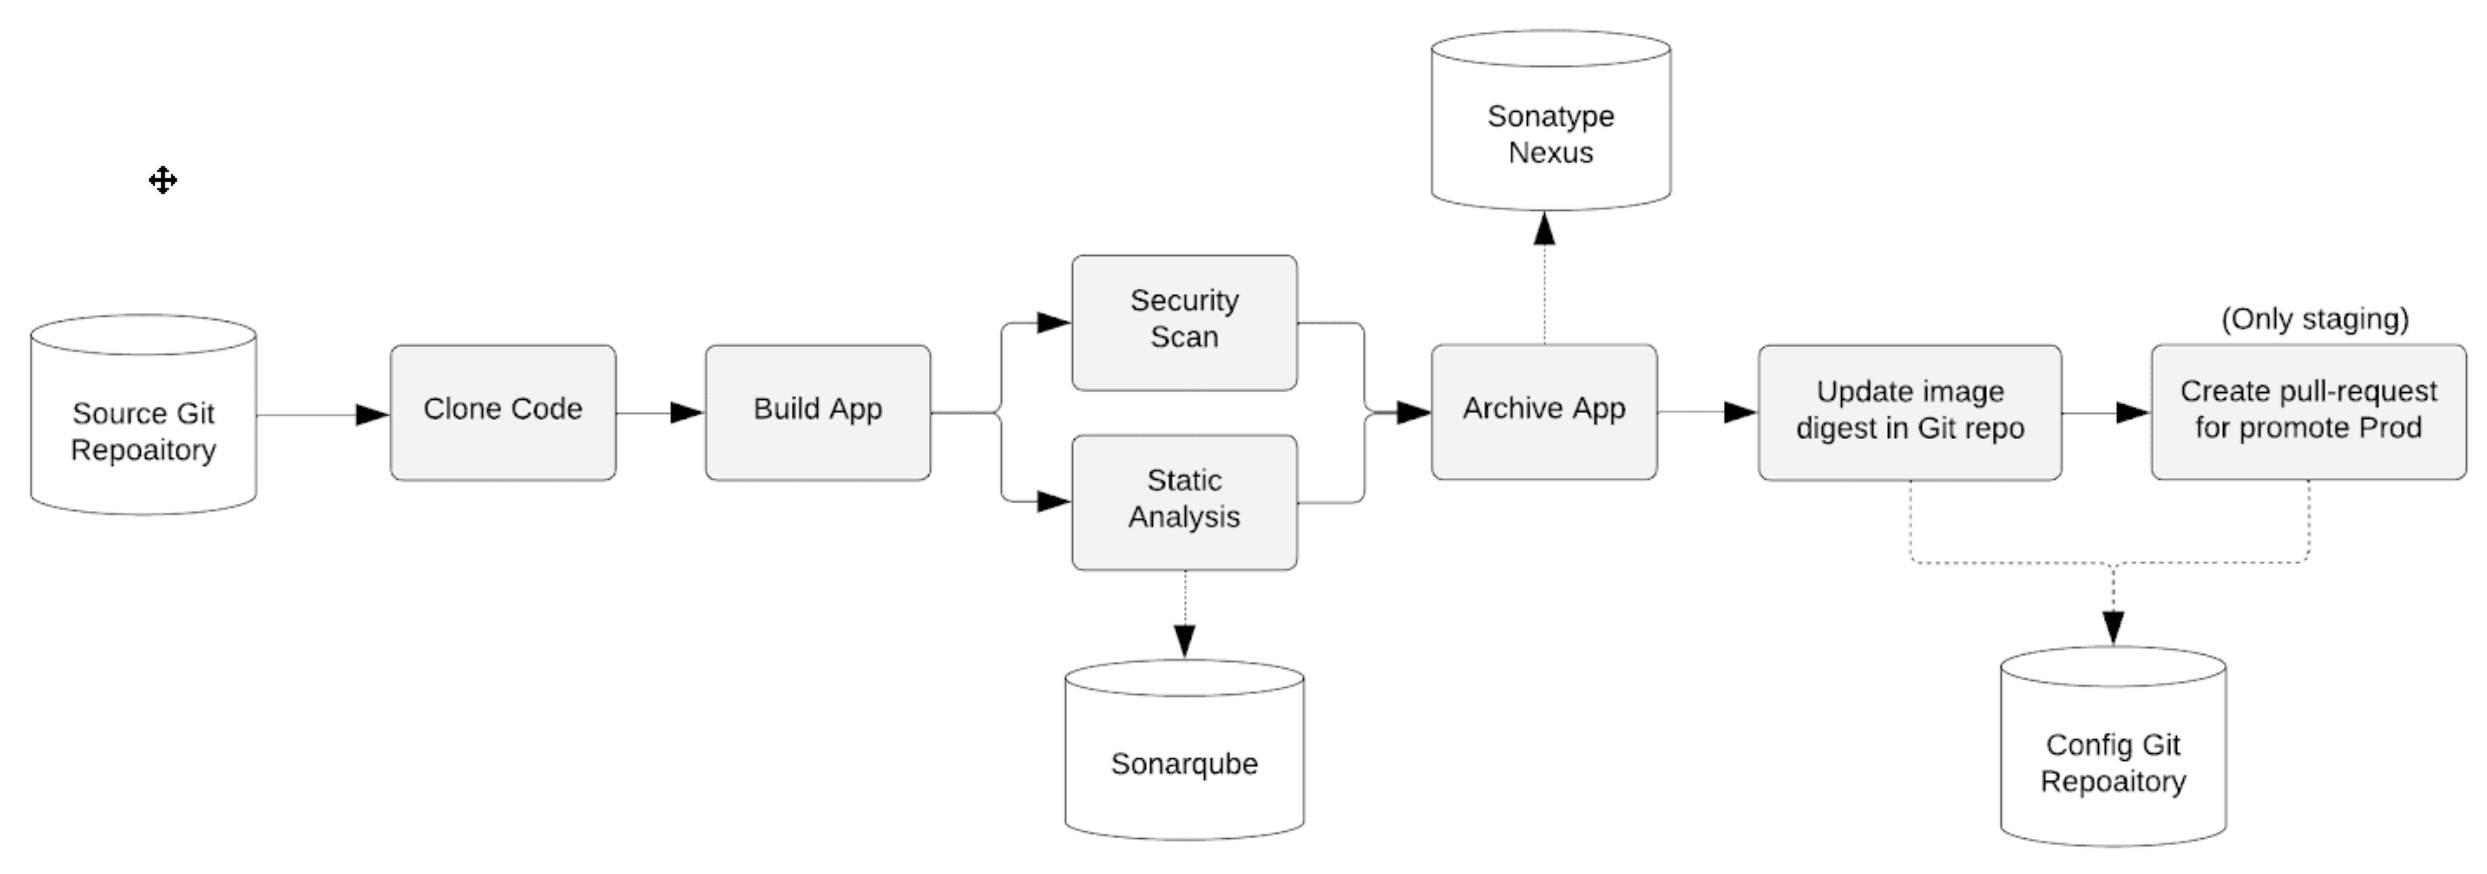 Sonatype
Nexus
Source Git
Repoaitory
Clone Code
Build App
Security
Scan
Static
Analysis
Sonarqube
Archive App
Update image
digest in Git repo
(Only staging)
Create pull-request
for promote Prod
Config Git
Repoaitory